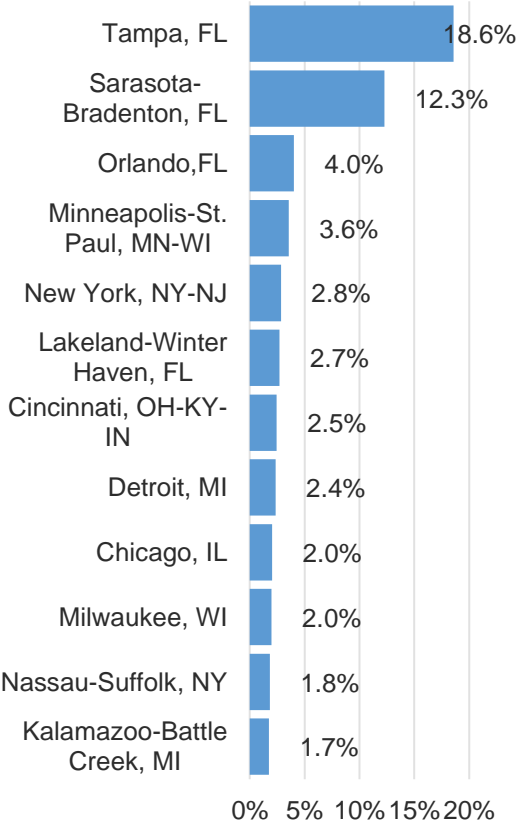 Tampa, FL
18.6%
Sarasota-
Bradenton, FL
12.3%
Orlando,FL
4.0%
Minneapolis-St.
Paul, MN-WI
3.6%
New York, NY-NJ
2.8%
Lakeland-Winter
Haven, FL
2.7%
Cincinnati, OH-KY-
IN
2.5%
Detroit, MI
2.4%
Chicago, IL
2.0%
Milwaukee, WI
2.0%
Nassau-Suffolk, NY
1.8%
Kalamazoo-Battle
Creek, MI
1.7%
0% 5% 10% 15% 20%